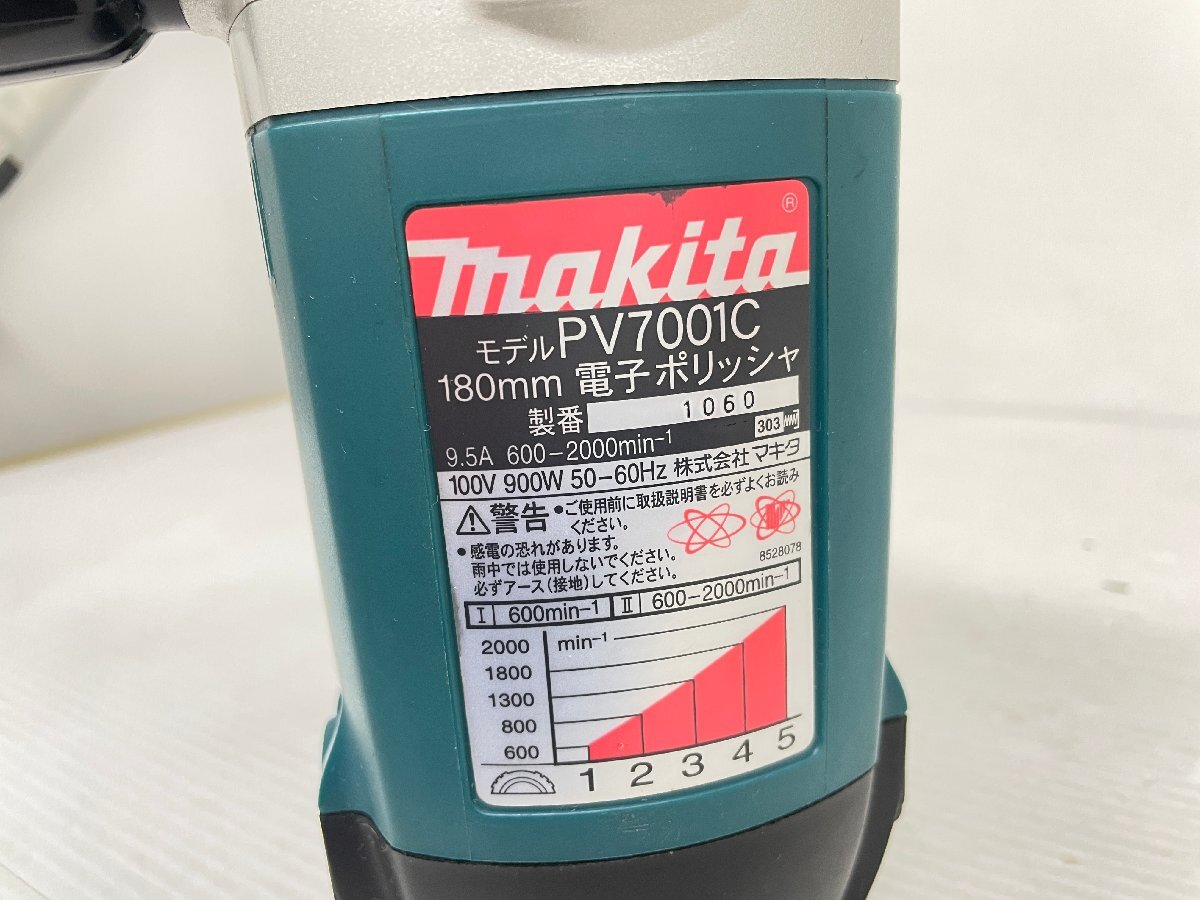 ®
makita
モデル PV7001C
180mm 電子ポリッシャ
製番 1060
303
9.5A 600-2000min-1
100V 900W 50-60Hz 株式会社マキタ
警告 •ご使用前に取扱説明書を必ずよくお読み
ください。
•感電の恐れがあります。
雨中では使用しないでください。
必ずアース(接地)してください。
8528078
I 600min-1 II 600-2000min-1
min-1
2000
1800
1300
800
600
1 2 3 4 5